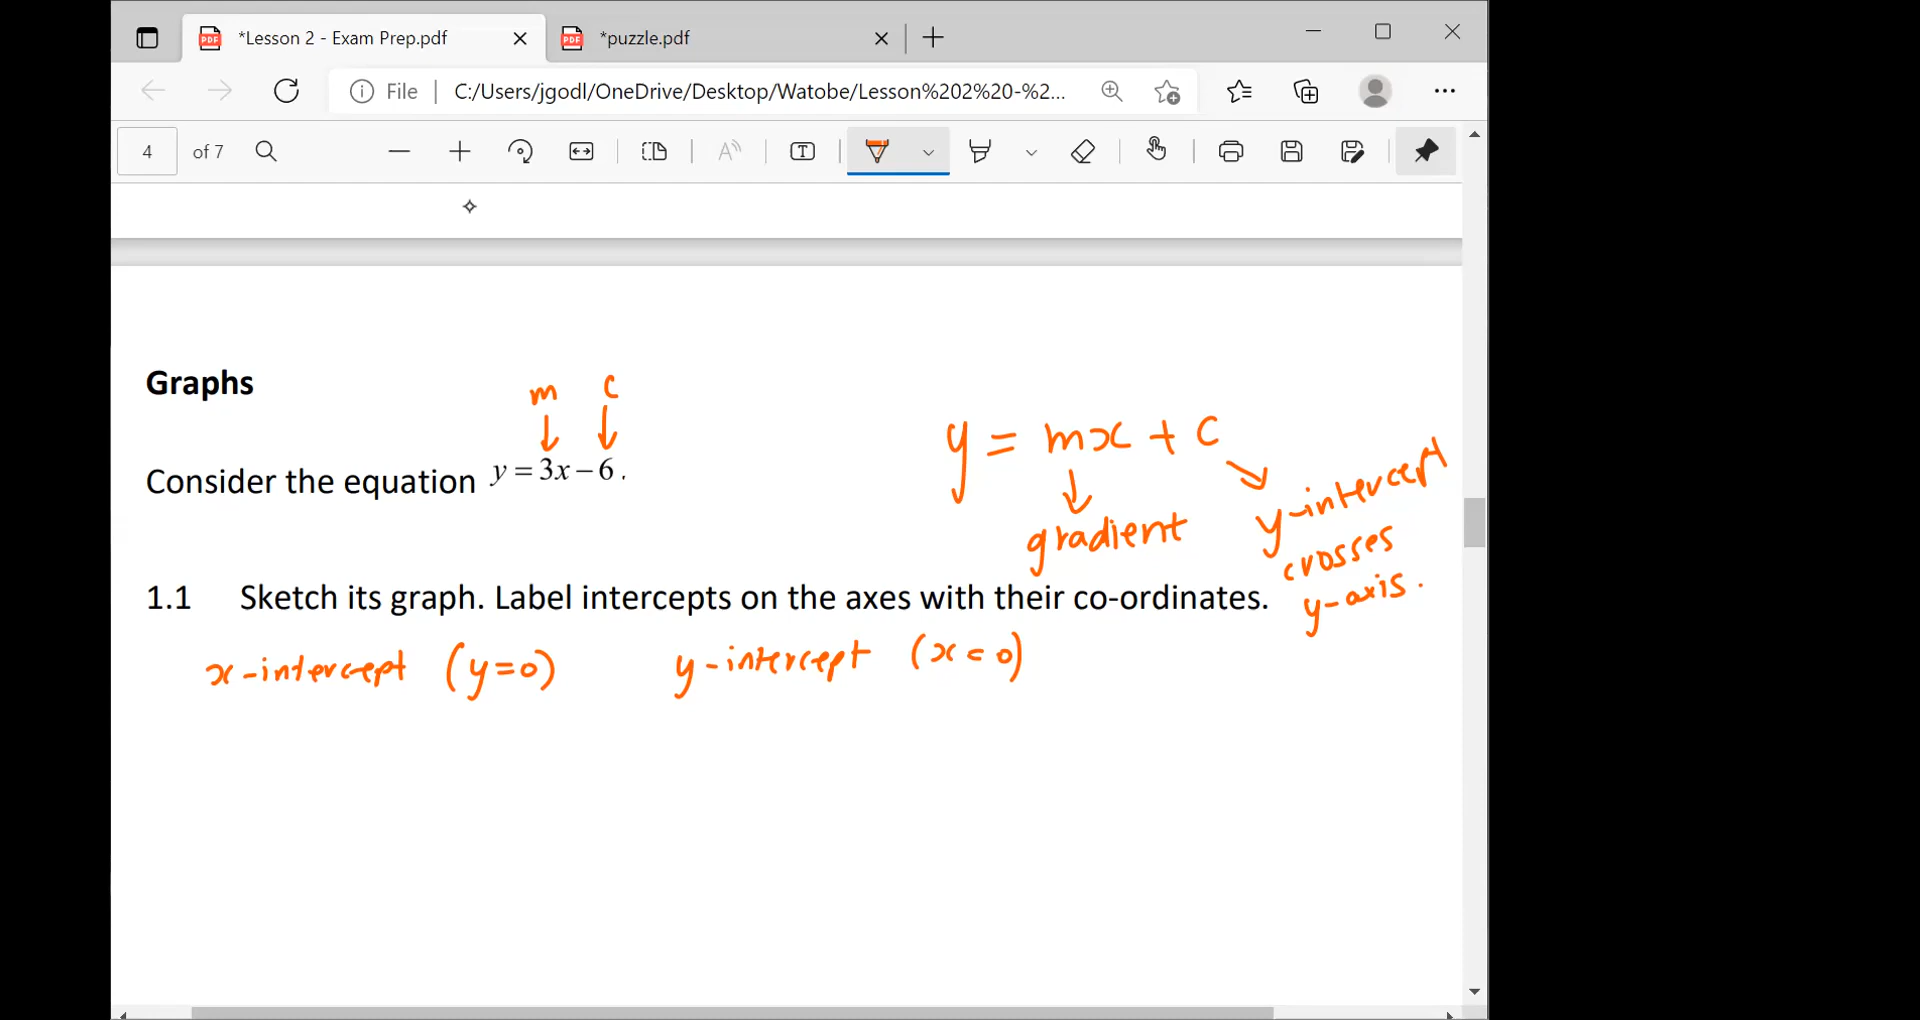 *Lesson 2 - Exam Prep.pdf
*puzzle.pdf
File
C:/Users/jgodl/OneDrive/Desktop/Watobe/Lesson%202%20-%2...
4 of 7
Graphs
m c
Consider the equation y = 3x − 6.
y = mx + c
gradient
y-intercept
crosses
y-axis.
1.1 Sketch its graph. Label intercepts on the axes with their co-ordinates.
x-intercept (y=0) y-intercept (x=0)